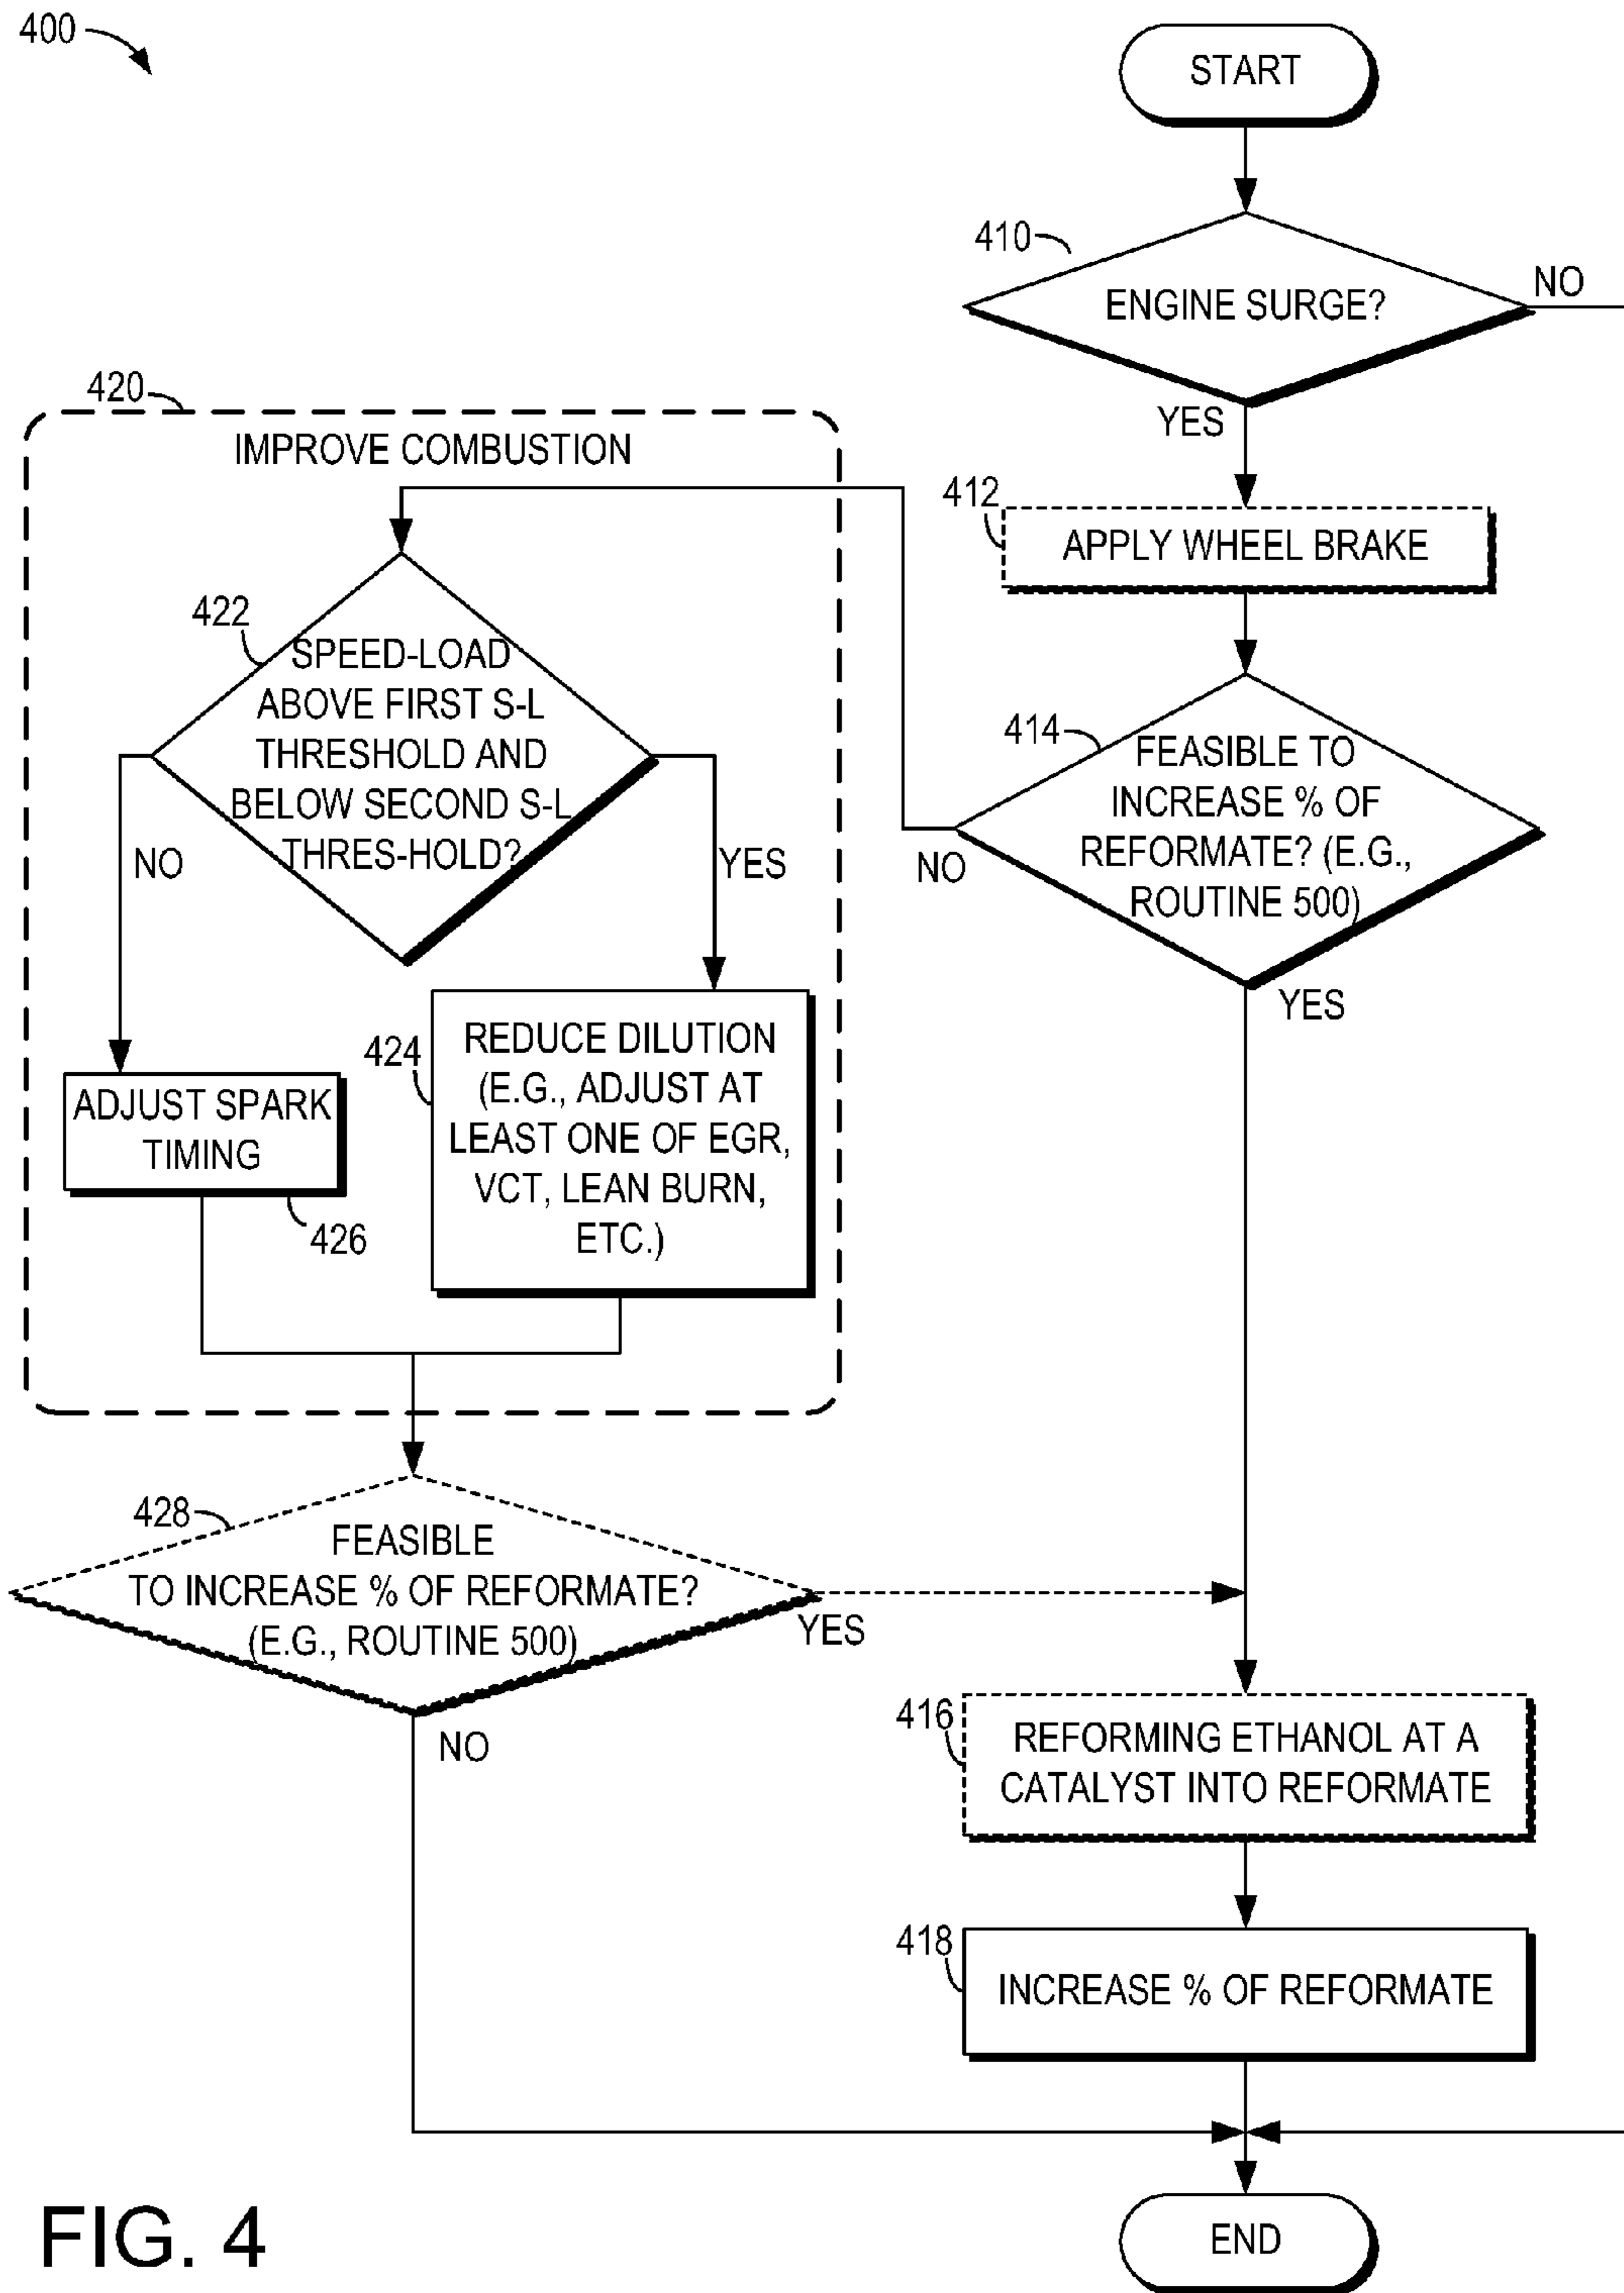 400
START
410
ENGINE SURGE?
NO
YES
412
APPLY WHEEL BRAKE
414
FEASIBLE TO
INCREASE % OF
REFORMATE? (E.G.,
ROUTINE 500)
NO
YES
420
IMPROVE COMBUSTION
422
SPEED-LOAD
ABOVE FIRST S-L
THRESHOLD AND
BELOW SECOND S-L
THRES-HOLD?
NO
YES
424
REDUCE DILUTION
(E.G., ADJUST AT
LEAST ONE OF EGR,
VCT, LEAN BURN,
ETC.)
ADJUST SPARK
TIMING
426
428
FEASIBLE
TO INCREASE % OF REFORMATE?
(E.G., ROUTINE 500)
YES
NO
416
REFORMING ETHANOL AT A
CATALYST INTO REFORMATE
418
INCREASE % OF REFORMATE
END
FIG. 4